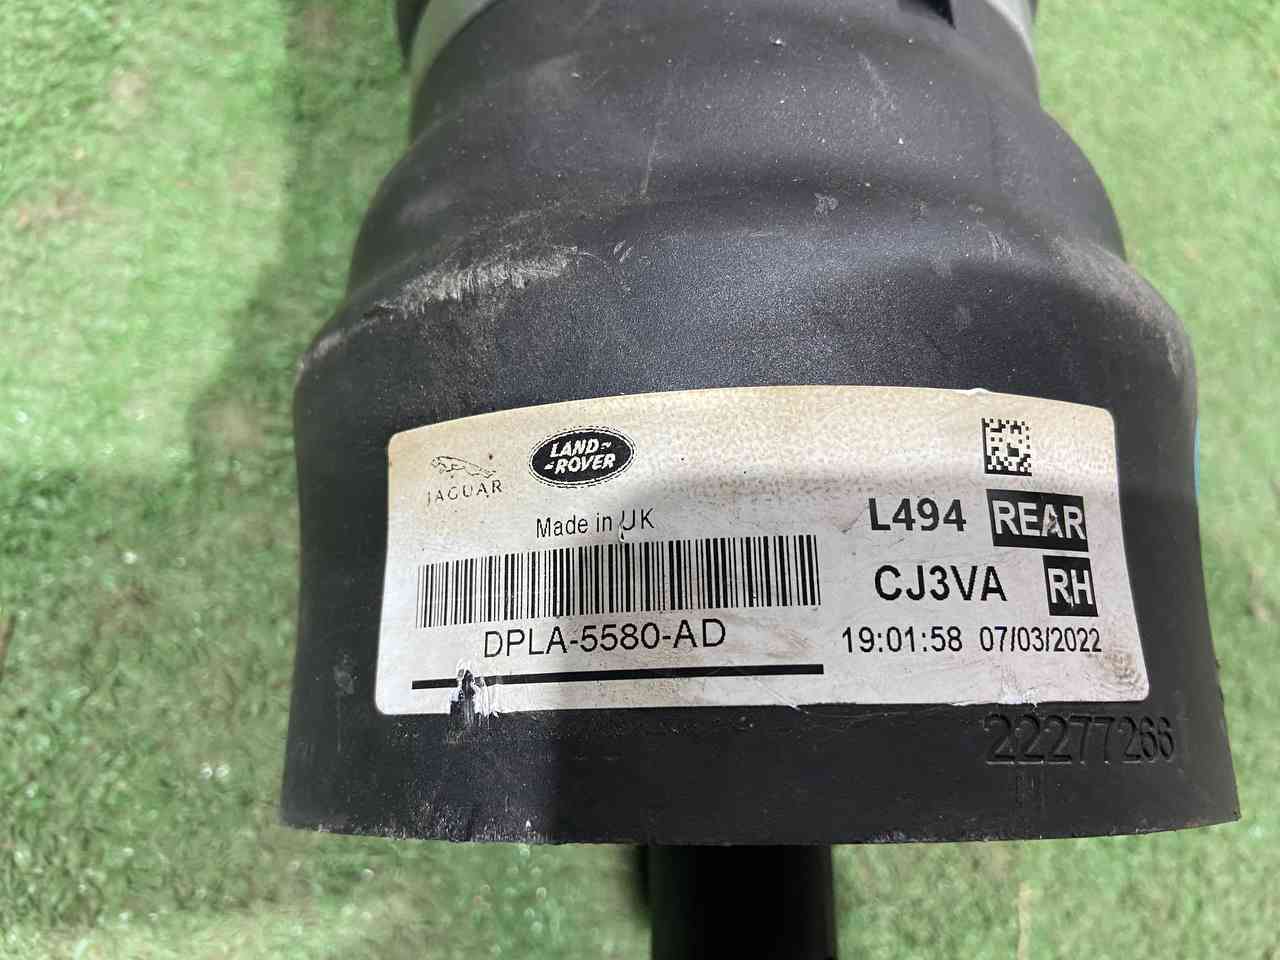 JAGUAR
LAND-
-ROVER
Made in UK
DPLA-5580-AD
L494 REAR
CJ3VA RH
19:01:58 07/03/2022
22277266